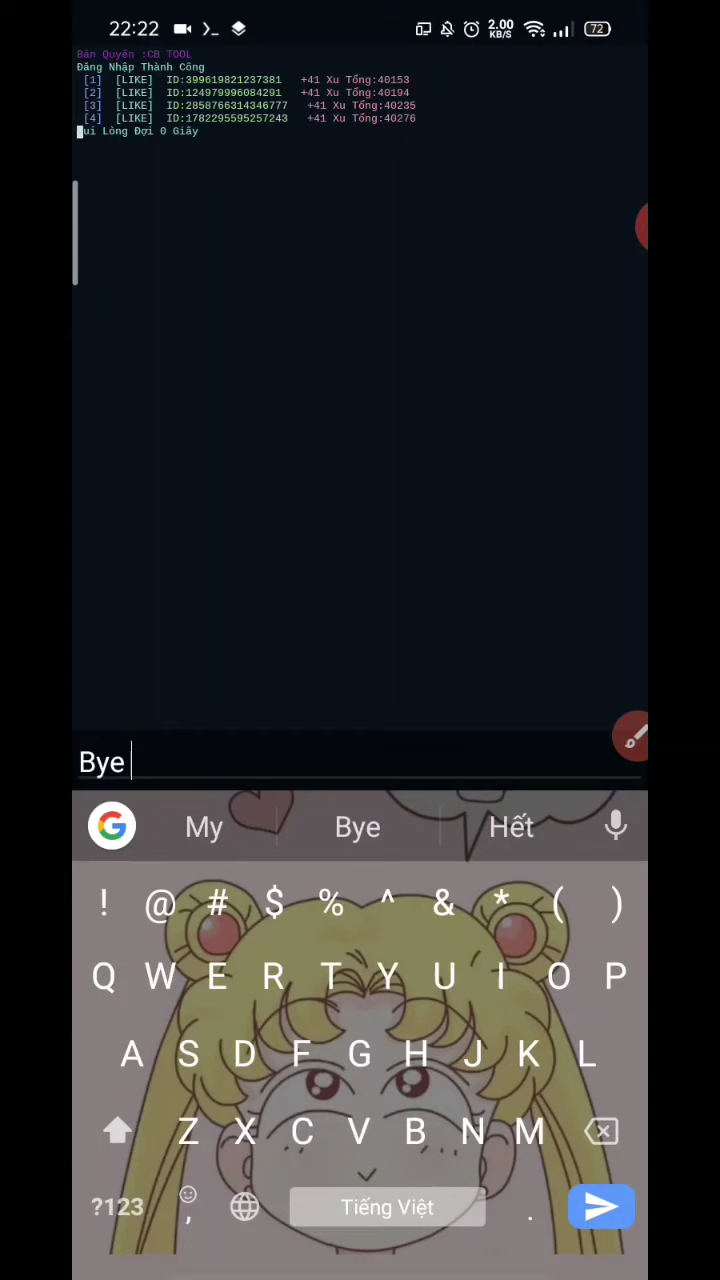 22:22 2.00 KB/S 72
Bản Quyền :CB TOOL
Đăng Nhập Thành Công
[1] [LIKE] ID:399619821237381 +41 Xu Tổng:40153
[2] [LIKE] ID:124979996084291 +41 Xu Tổng:40194
[3] [LIKE] ID:2858766314346777 +41 Xu Tổng:40235
[4] [LIKE] ID:1782295595257243 +41 Xu Tổng:40276
ui Lòng Đợi 0 Giây
Bye
My Bye Hết
! @ # $ % ^ & * ( )
Q W E R T Y U I O P
A S D F G H J K L
Z X C V B N M
?123 , Tiếng Việt .